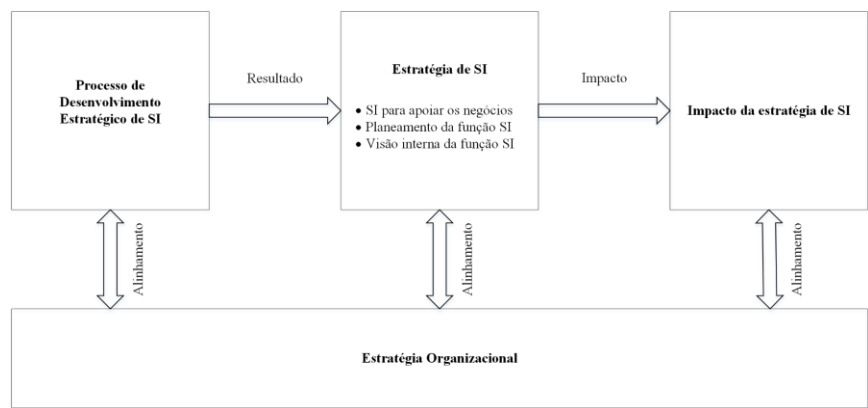 Processo de
Desenvolvimento
Estratégico de SI
Resultado
Estratégia de SI
• SI para apoiar os negócios
• Planeamento da função SI
• Visão interna da função SI
Impacto
Impacto da estratégia de SI
Alinhamento
Alinhamento
Alinhamento
Estratégia Organizacional